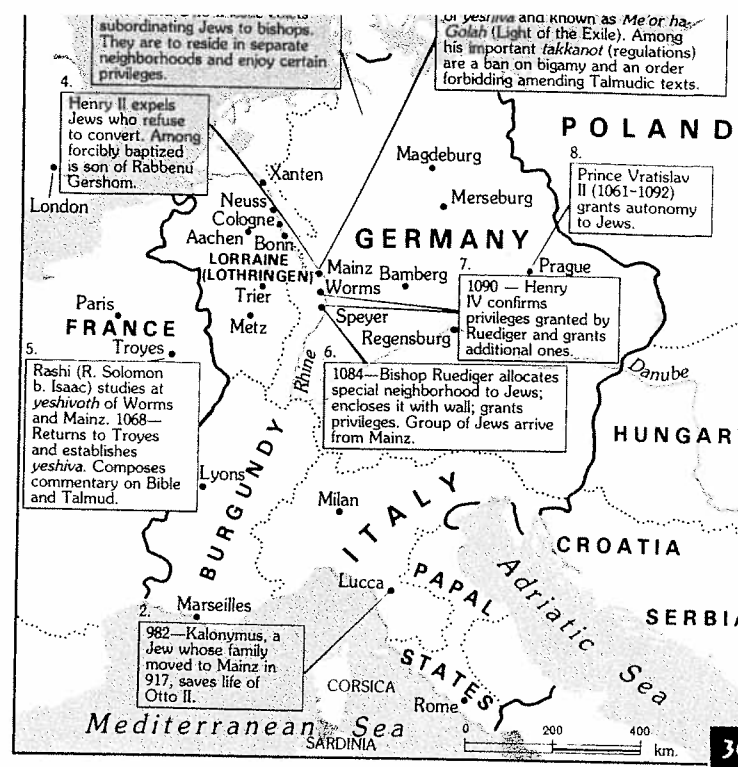 subordinating Jews to bishops.
They are to reside in separate
neighborhoods and enjoy certain
privileges.
of yeshiva and known as Me'or ha-
Golah (Light of the Exile). Among
his important takkanot (regulations)
are a ban on bigamy and an order
forbidding amending Talmudic texts.
4.
Henry II expels
Jews who refuse
to convert. Among
forcibly baptized
is son of Rabbenu
Gershom.
POLAND
8.
Prince Vratislav
II (1061-1092)
grants autonomy
to Jews.
Magdeburg
Merseburg
Xanten
London
Neuss
Cologne
Aachen
Bonn
GERMANY
LORRAINE
(LOTHRINGEN)
Mainz
Bamberg
Prague
Worms
Trier
Speyer
Metz
Regensburg
7.
1090 — Henry
IV confirms
privileges granted by
Ruediger and grants
additional ones.
Paris
FRANCE
Troyes
5.
Rashi (R. Solomon
b. Isaac) studies at
yeshivoth of Worms
and Mainz. 1068—
Returns to Troyes
and establishes
yeshiva. Composes
commentary on Bible
and Talmud.
Rhine
6.
1084—Bishop Ruediger allocates
special neighborhood to Jews;
encloses it with wall; grants
privileges. Group of Jews arrive
from Mainz.
Danube
HUNGAR
Lyons
BURGUNDY
Milan
ITALY
CROATIA
Lucca
PAPAL
STATES
Adriatic Sea
SERBIA
Marseilles
2.
982—Kalonymus, a
Jew whose family
moved to Mainz in
917, saves life of
Otto II.
CORSICA
Rome
Mediterranean Sea
SARDINIA
0 200 400
km.